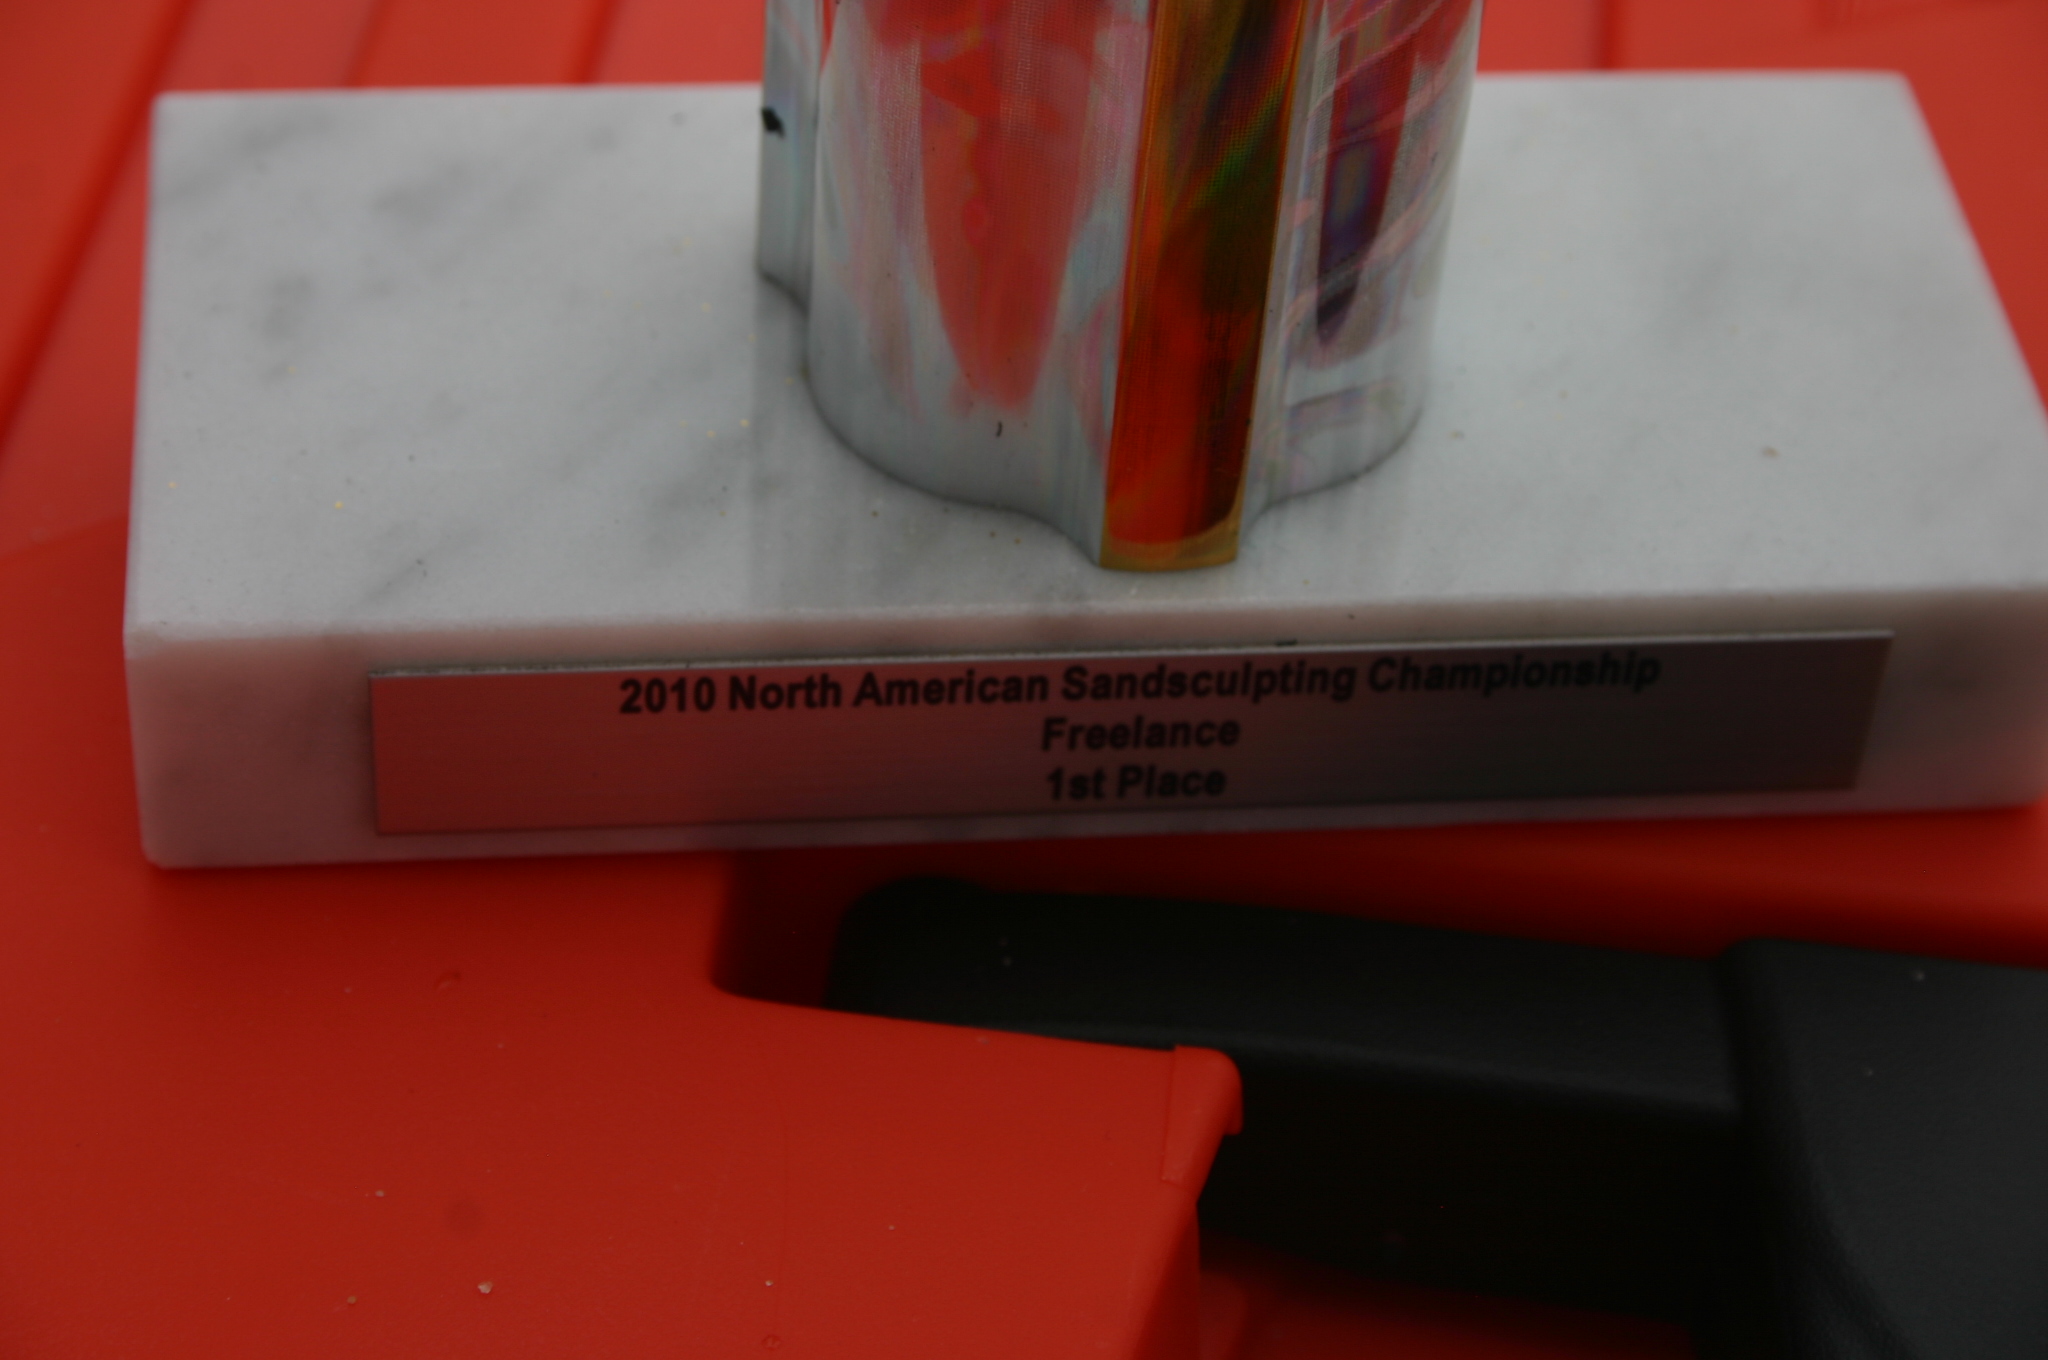 2010 North American Sandsculpting Championship
Freelance
1st Place